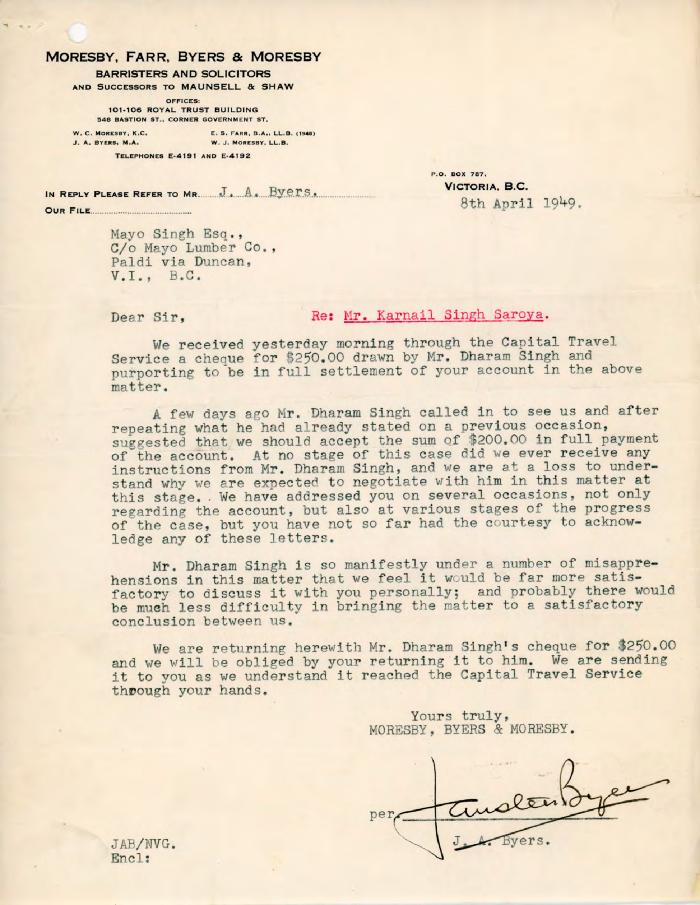 MORESBY, FARR, BYERS & MORESBY
BARRISTERS AND SOLICITORS
AND SUCCESSORS TO MAUNSELL & SHAW
OFFICES:
101-106 ROYAL TRUST BUILDING
548 BASTION ST., CORNER GOVERNMENT ST.
W. C. MORESBY, K.C. E. S. FARR, B.A., LL.B. (1948)
J. A. BYERS, M.A. W. J. MORESBY, LL.B.
TELEPHONES E-4191 AND E-4192
P.O. BOX 787,
VICTORIA, B.C.
IN REPLY PLEASE REFER TO MR. J. A. Byers.
8th April 1949.
OUR FILE
Mayo Singh Esq.,
C/o Mayo Lumber Co.,
Paldi via Duncan,
V.I., B.C.
Dear Sir, Re: Mr. Karnail Singh Saroya.
We received yesterday morning through the Capital Travel
Service a cheque for $250.00 drawn by Mr. Dharam Singh and
purporting to be in full settlement of your account in the above
matter.
A few days ago Mr. Dharam Singh called in to see us and after
repeating what he had already stated on a previous occasion,
suggested that we should accept the sum of $200.00 in full payment
of the account. At no stage of this case did we ever receive any
instructions from Mr. Dharam Singh, and we are at a loss to under-
stand why we are expected to negotiate with him in this matter at
this stage. We have addressed you on several occasions, not only
regarding the account, but also at various stages of the progress
of the case, but you have not so far had the courtesy to acknow-
ledge any of these letters.
Mr. Dharam Singh is so manifestly under a number of misappre-
hensions in this matter that we feel it would be far more satis-
factory to discuss it with you personally; and probably there would
be much less difficulty in bringing the matter to a satisfactory
conclusion between us.
We are returning herewith Mr. Dharam Singh's cheque for $250.00
and we will be obliged by your returning it to him. We are sending
it to you as we understand it reached the Capital Travel Service
through your hands.
Yours truly,
MORESBY, BYERS & MORESBY.
per. Byers
J. A. Byers.
JAB/NVG.
Encl: